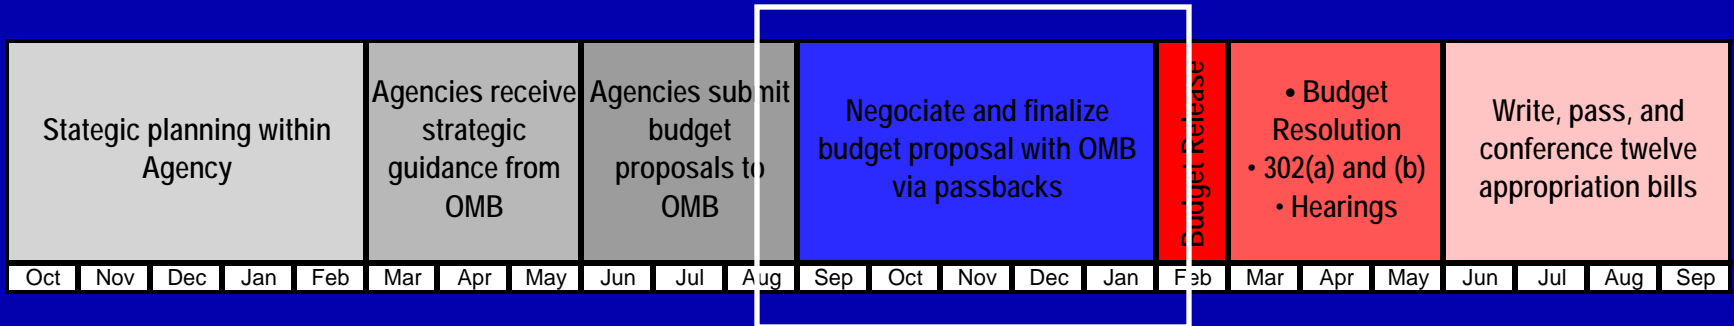 Stategic planning within
Agency
Agencies receive
strategic
guidance from
OMB
Agencies submit
budget
proposals to
OMB
Negociate and finalize
budget proposal with OMB
via passbacks
Budget Release
• Budget
Resolution
• 302(a) and (b)
• Hearings
Write, pass, and
conference twelve
appropriation bills
Oct Nov Dec Jan Feb Mar Apr May Jun Jul Aug Sep Oct Nov Dec Jan Feb Mar Apr May Jun Jul Aug Sep